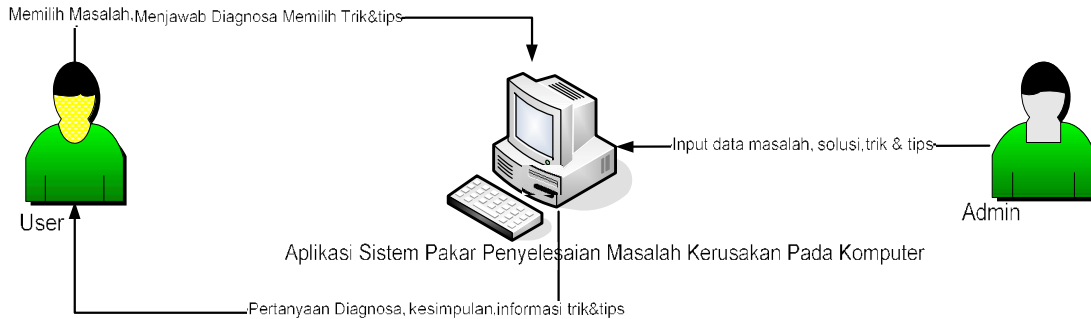 Memilih Masalah, Menjawab Diagnosa Memilih Trik&tips
Input data masalah, solusi,trik & tips
User
Admin
Aplikasi Sistem Pakar Penyelesaian Masalah Kerusakan Pada Komputer
Pertanyaan Diagnosa, kesimpulan,informasi trik&tips